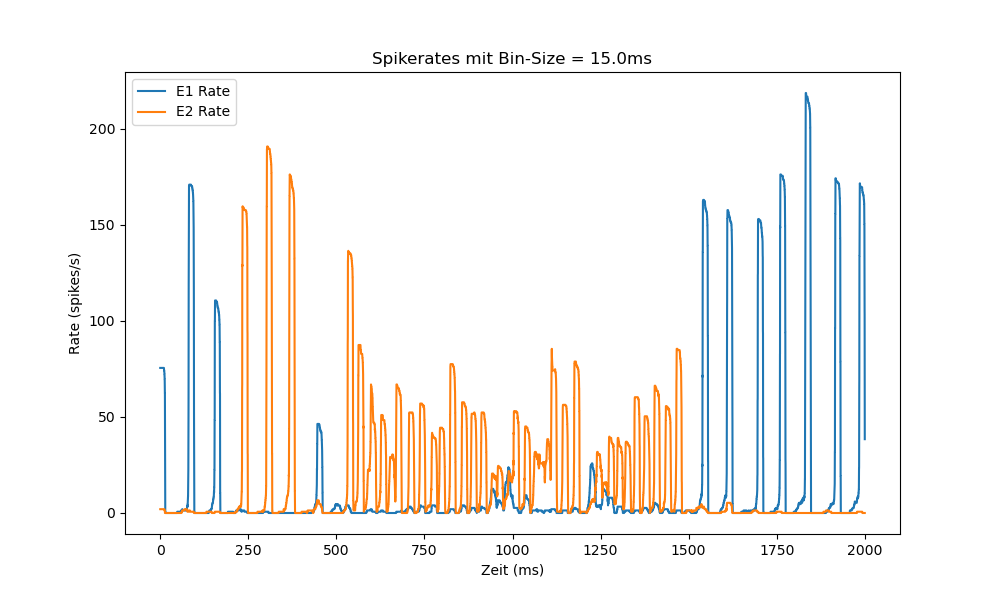 Spikerates mit Bin-Size = 15.0ms
E1 Rate
E2 Rate
Rate (spikes/s)
200
150
100
50
0
0 250 500 750 1000 1250 1500 1750 2000
Zeit (ms)